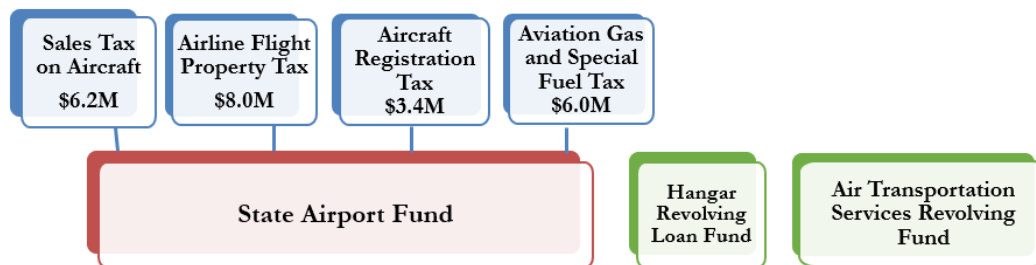 Sales Tax
on Aircraft
$6.2M
Airline Flight
Property Tax
$8.0M
Aircraft
Registration
Tax
$3.4M
Aviation Gas
and Special
Fuel Tax
$6.0M
State Airport Fund
Hangar
Revolving
Loan Fund
Air Transportation
Services Revolving
Fund